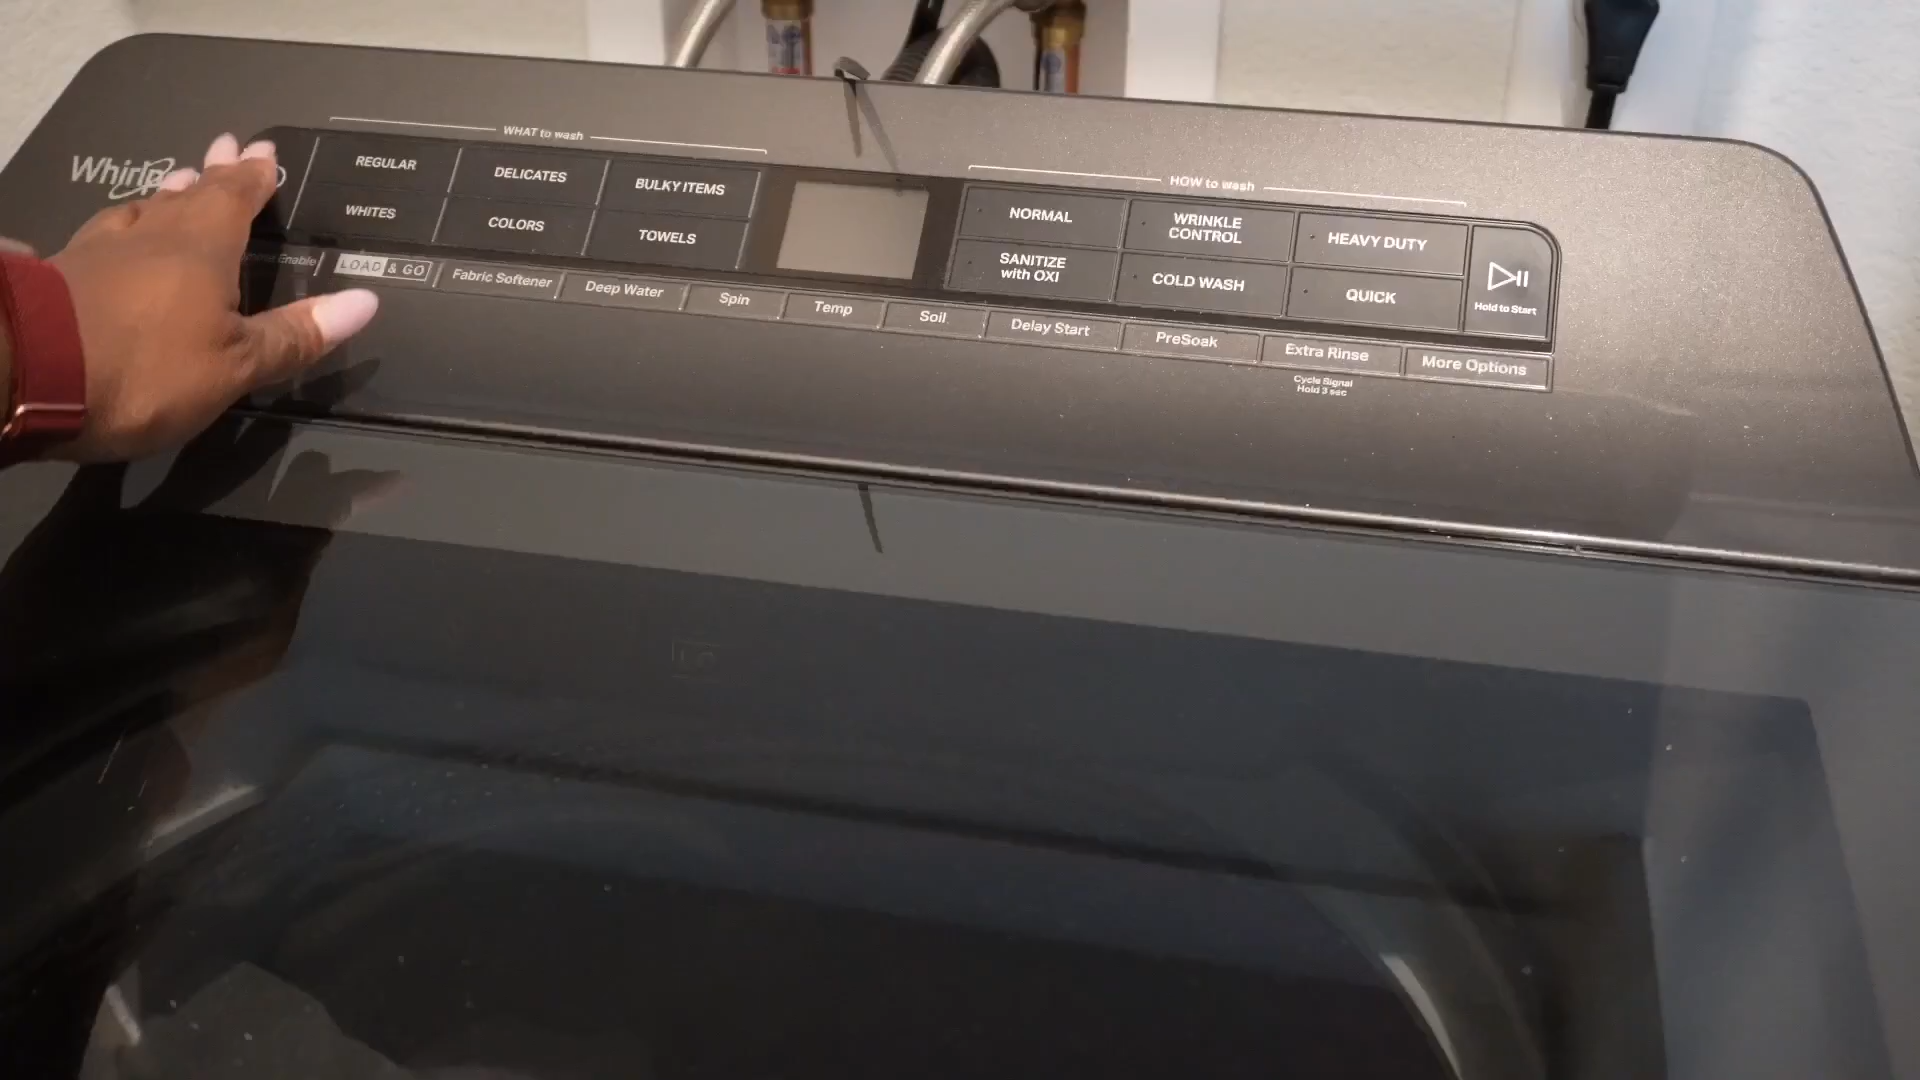 WHAT to wash
HOW to wash
REGULAR
DELICATES
BULKY ITEMS
WHITES
COLORS
TOWELS
NORMAL
WRINKLE
CONTROL
HEAVY DUTY
SANITIZE
with OXI
COLD WASH
QUICK
Hold to Start
Enable
LOAD & GO
Fabric Softener
Deep Water
Spin
Temp
Soil
Delay Start
PreSoak
Extra Rinse
More Options
Cycle Signal
Hold 3 sec